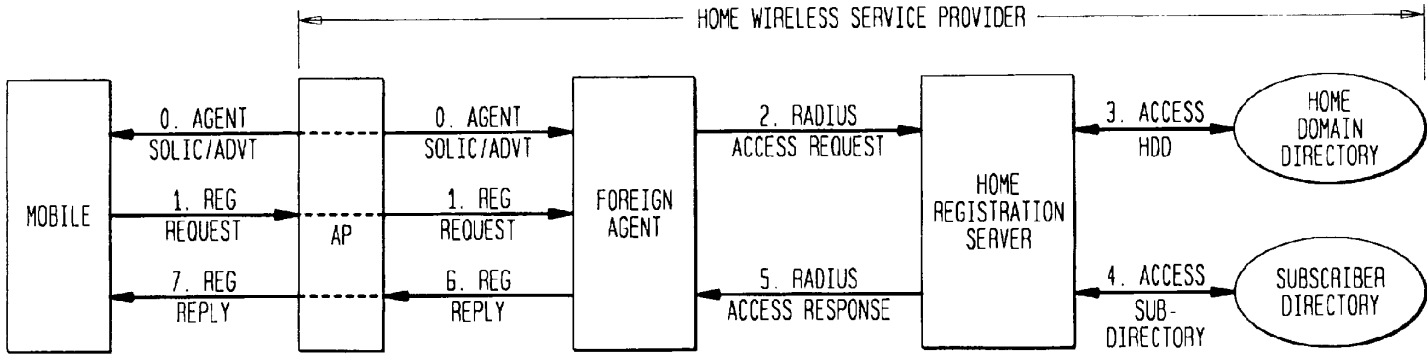 HOME WIRELESS SERVICE PROVIDER
MOBILE
0. AGENT
SOLIC/ADVT
1. REG
REQUEST
7. REG
REPLY
AP
0. AGENT
SOLIC/ADVT
1. REG
REQUEST
6. REG
REPLY
FOREIGN
AGENT
2. RADIUS
ACCESS REQUEST
5. RADIUS
ACCESS RESPONSE
HOME
REGISTRATION
SERVER
3. ACCESS
HDD
4. ACCESS
SUB-
DIRECTORY
HOME
DOMAIN
DIRECTORY
SUBSCRIBER
DIRECTORY